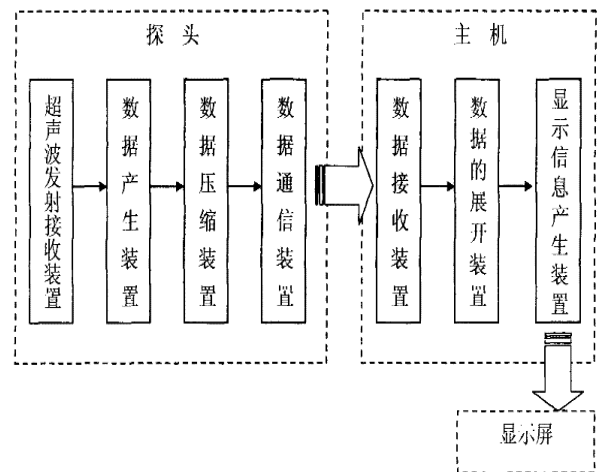 探 头
主 机
超声波发射接收装置
数据产生装置
数据压缩装置
数据通信装置
数据接收装置
数据的展开装置
显示信息产生装置
显示屏